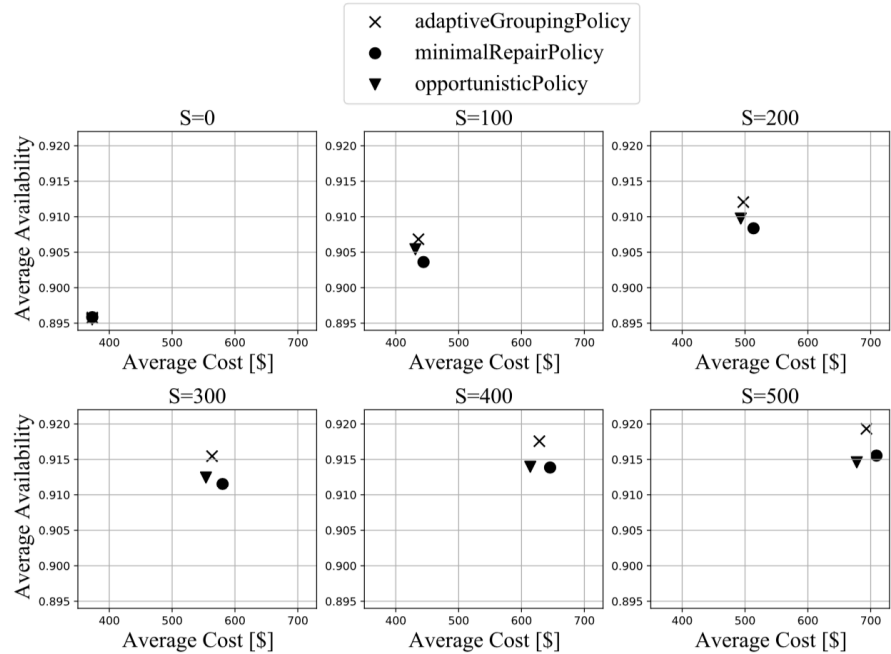 adaptiveGroupingPolicy
minimalRepairPolicy
opportunisticPolicy
S=0
S=100
S=200
Average Availability
0.920
0.915
0.910
0.905
0.900
0.895
400 500 600 700
Average Cost [$]
0.920
0.915
0.910
0.905
0.900
0.895
400 500 600 700
Average Cost [$]
0.920
0.915
0.910
0.905
0.900
0.895
400 500 600 700
Average Cost [$]
S=300
S=400
S=500
Average Availability
0.920
0.915
0.910
0.905
0.900
0.895
400 500 600 700
Average Cost [$]
0.920
0.915
0.910
0.905
0.900
0.895
400 500 600 700
Average Cost [$]
0.920
0.915
0.910
0.905
0.900
0.895
400 500 600 700
Average Cost [$]